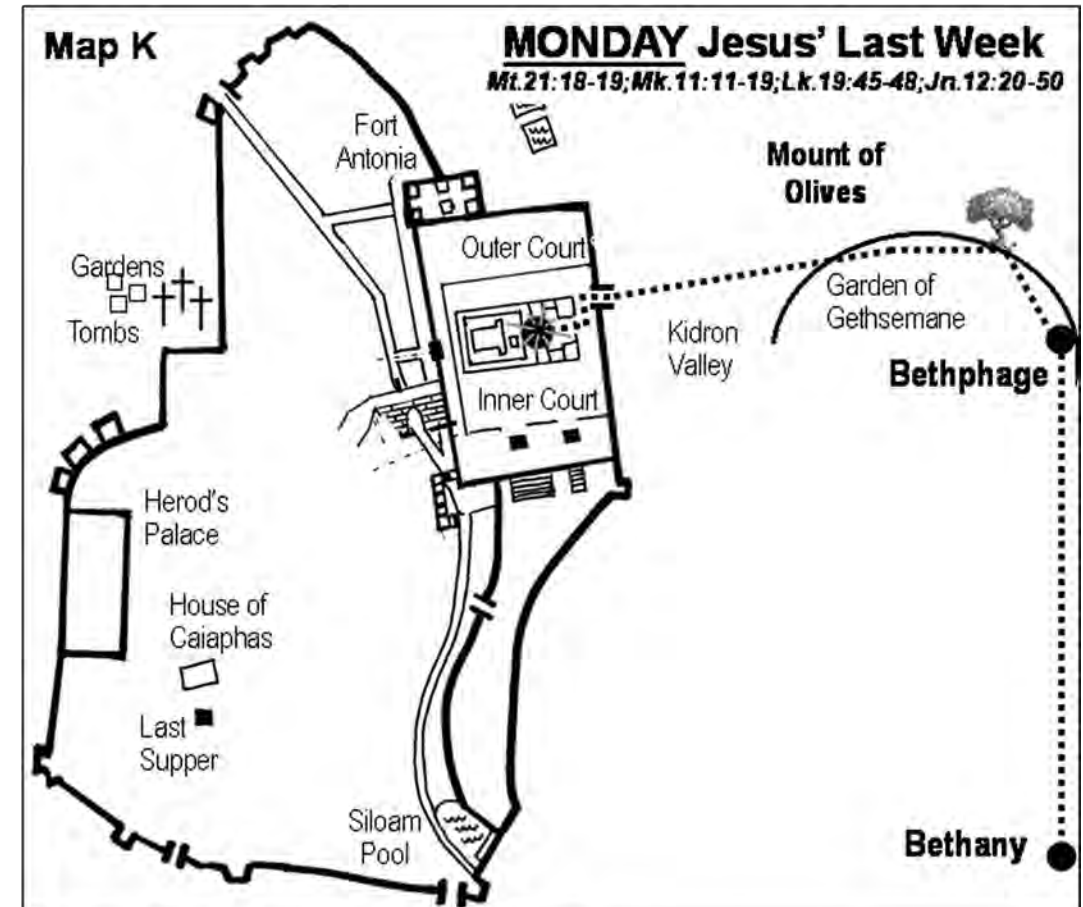 Map K
MONDAY Jesus' Last Week
Mt.21:18-19;Mk.11:11-19;Lk.19:45-48;Jn.12:20-50
Fort
Antonia
Mount of
Olives
Outer Court
Gardens
Tombs
Garden of
Gethsemane
Kidron
Valley
Bethphage
Inner Court
Herod's
Palace
House of
Caiaphas
Last
Supper
Siloam
Pool
Bethany